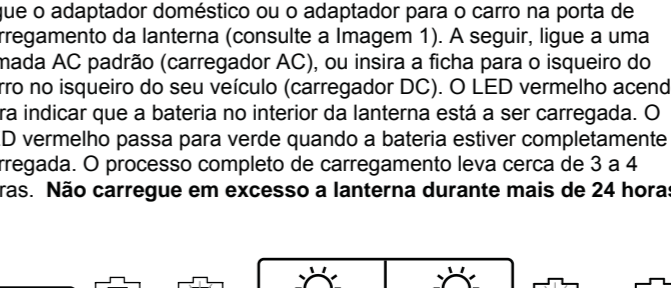 gue o adaptador doméstico ou o adaptador para o carro na porta de
rregamento da lanterna (consulte a Imagem 1). A seguir, ligue a uma
mada AC padrão (carregador AC), ou insira a ficha para o isqueiro do
rro no isqueiro do seu veículo (carregador DC). O LED vermelho acend
ra indicar que a bateria no interior da lanterna está a ser carregada. O
D vermelho passa para verde quando a bateria estiver completamente
rregada. O processo completo de carregamento leva cerca de 3 a 4
ras. Não carregue em excesso a lanterna durante mais de 24 horas